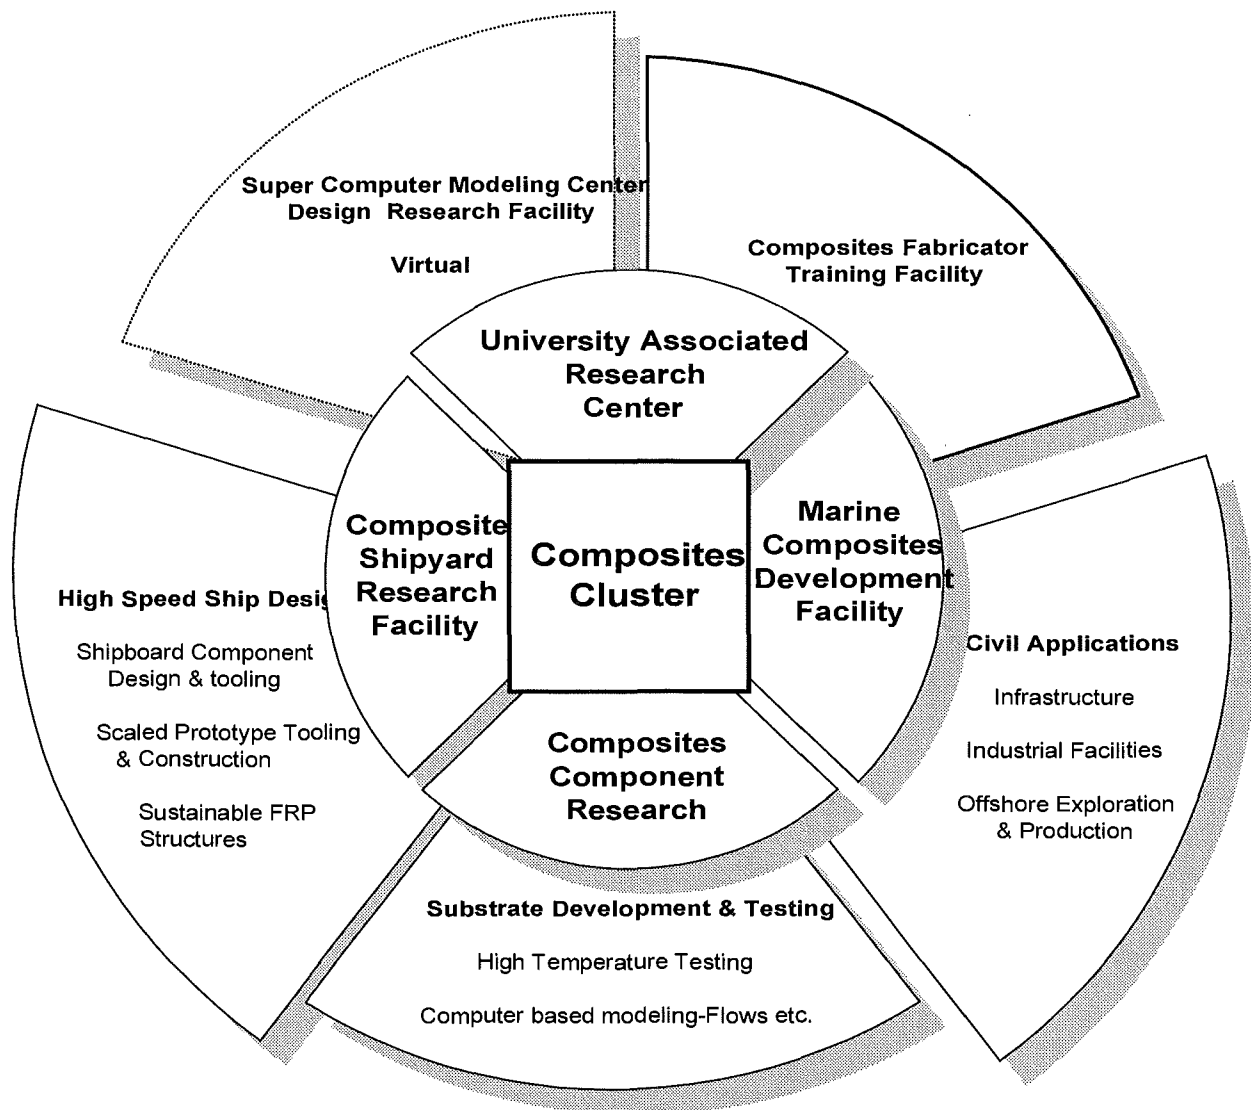 Super Computer Modeling Center
Design Research Facility
Virtual
Composites Fabricator
Training Facility
University Associated
Research
Center
Composite
Shipyard
Research
Facility
Composites
Cluster
Marine
Composites
Development
Facility
High Speed Ship Desig
Shipboard Component
Design & tooling
Scaled Prototype Tooling
& Construction
Sustainable FRP
Structures
Civil Applications
Infrastructure
Industrial Facilities
Offshore Exploration
& Production
Composites
Component
Research
Substrate Development & Testing
High Temperature Testing
Computer based modeling-Flows etc.